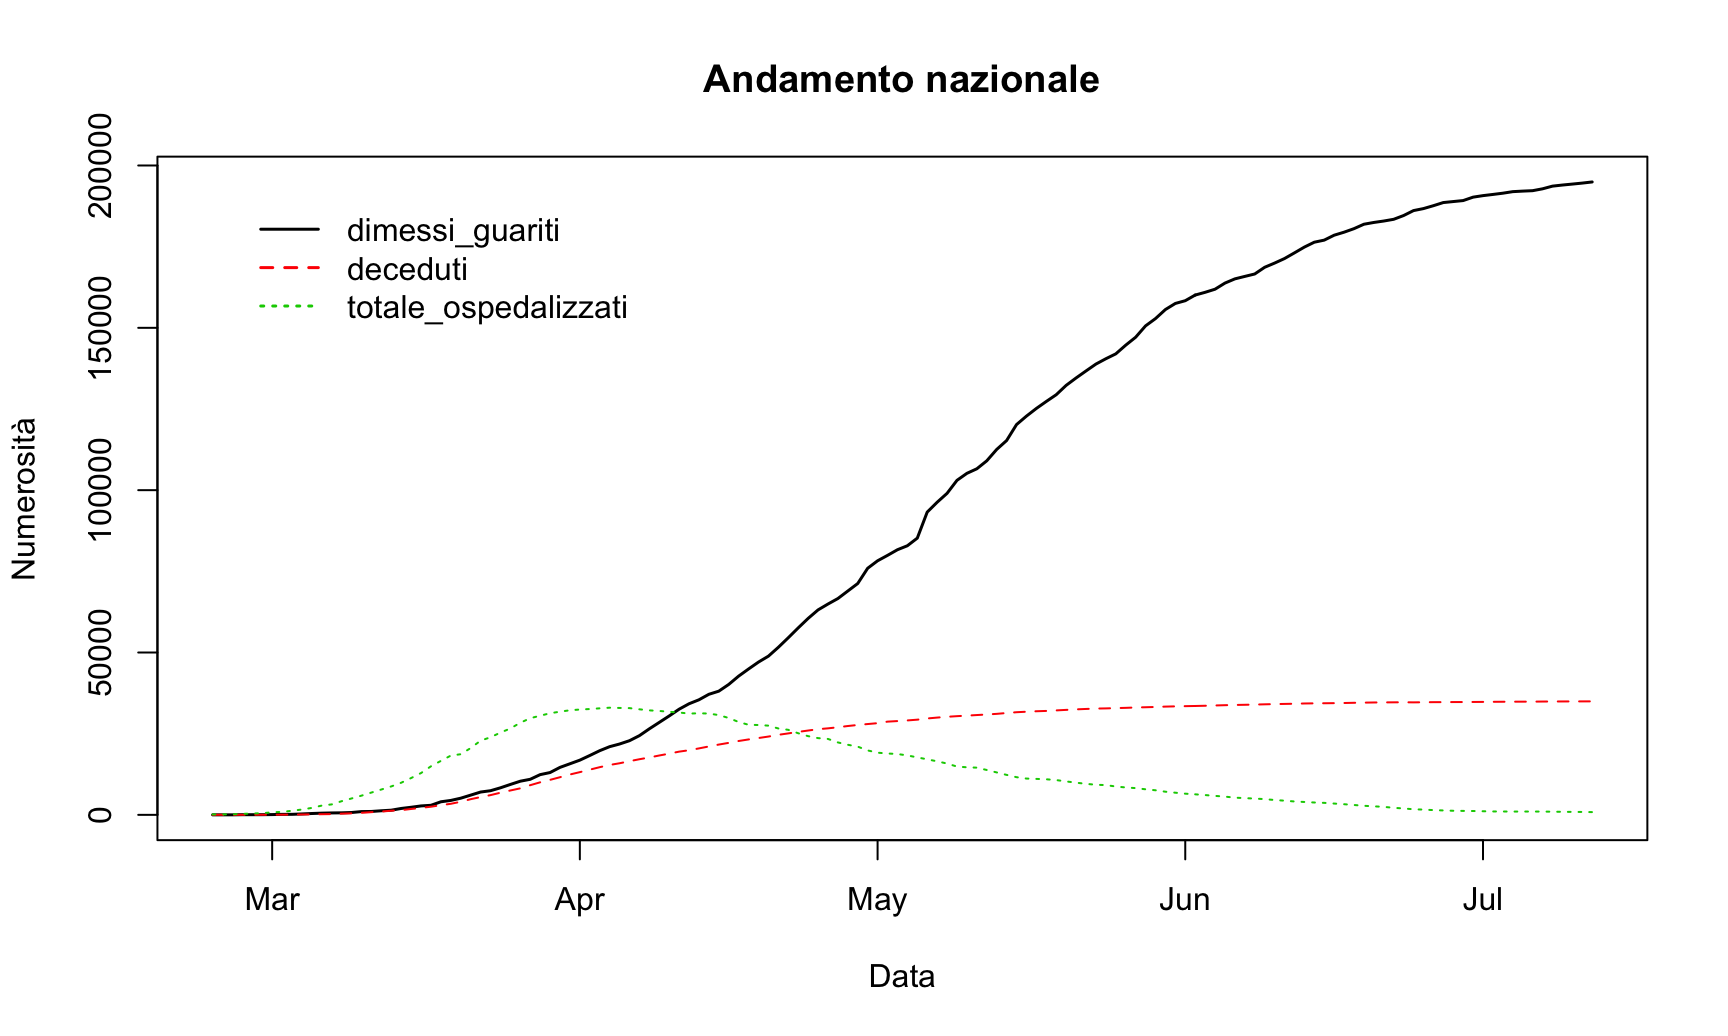 Andamento nazionale
200000
150000
100000
50000
0
Numerosità
dimessi_guariti
deceduti
totale_ospedalizzati
Mar Apr May Jun Jul
Data